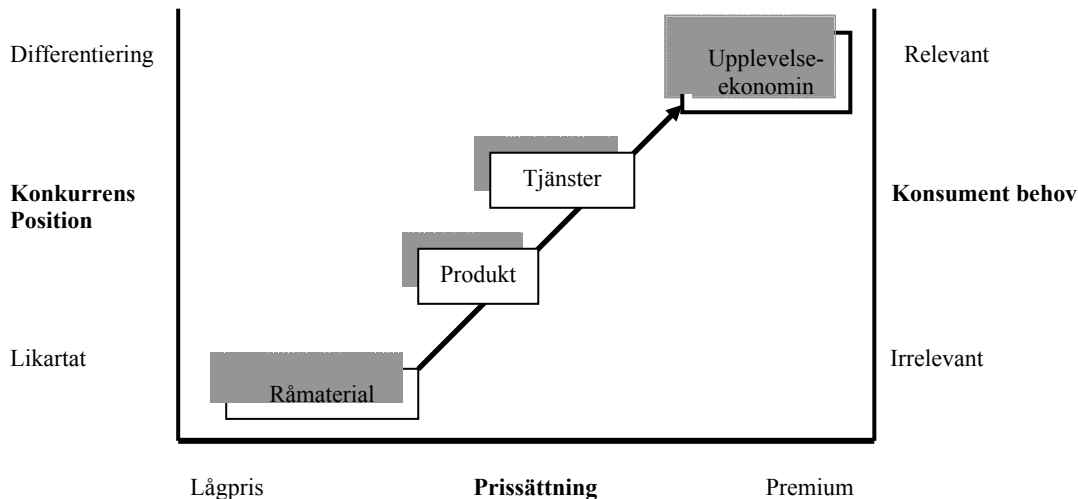 Differentiering
Upplevelse-
ekonomin
Relevant
Tjänster
Konkurrens
Position
Konsument behov
Produkt
Likartat
Råmaterial
Irrelevant
Lågpris
Prissättning
Premium